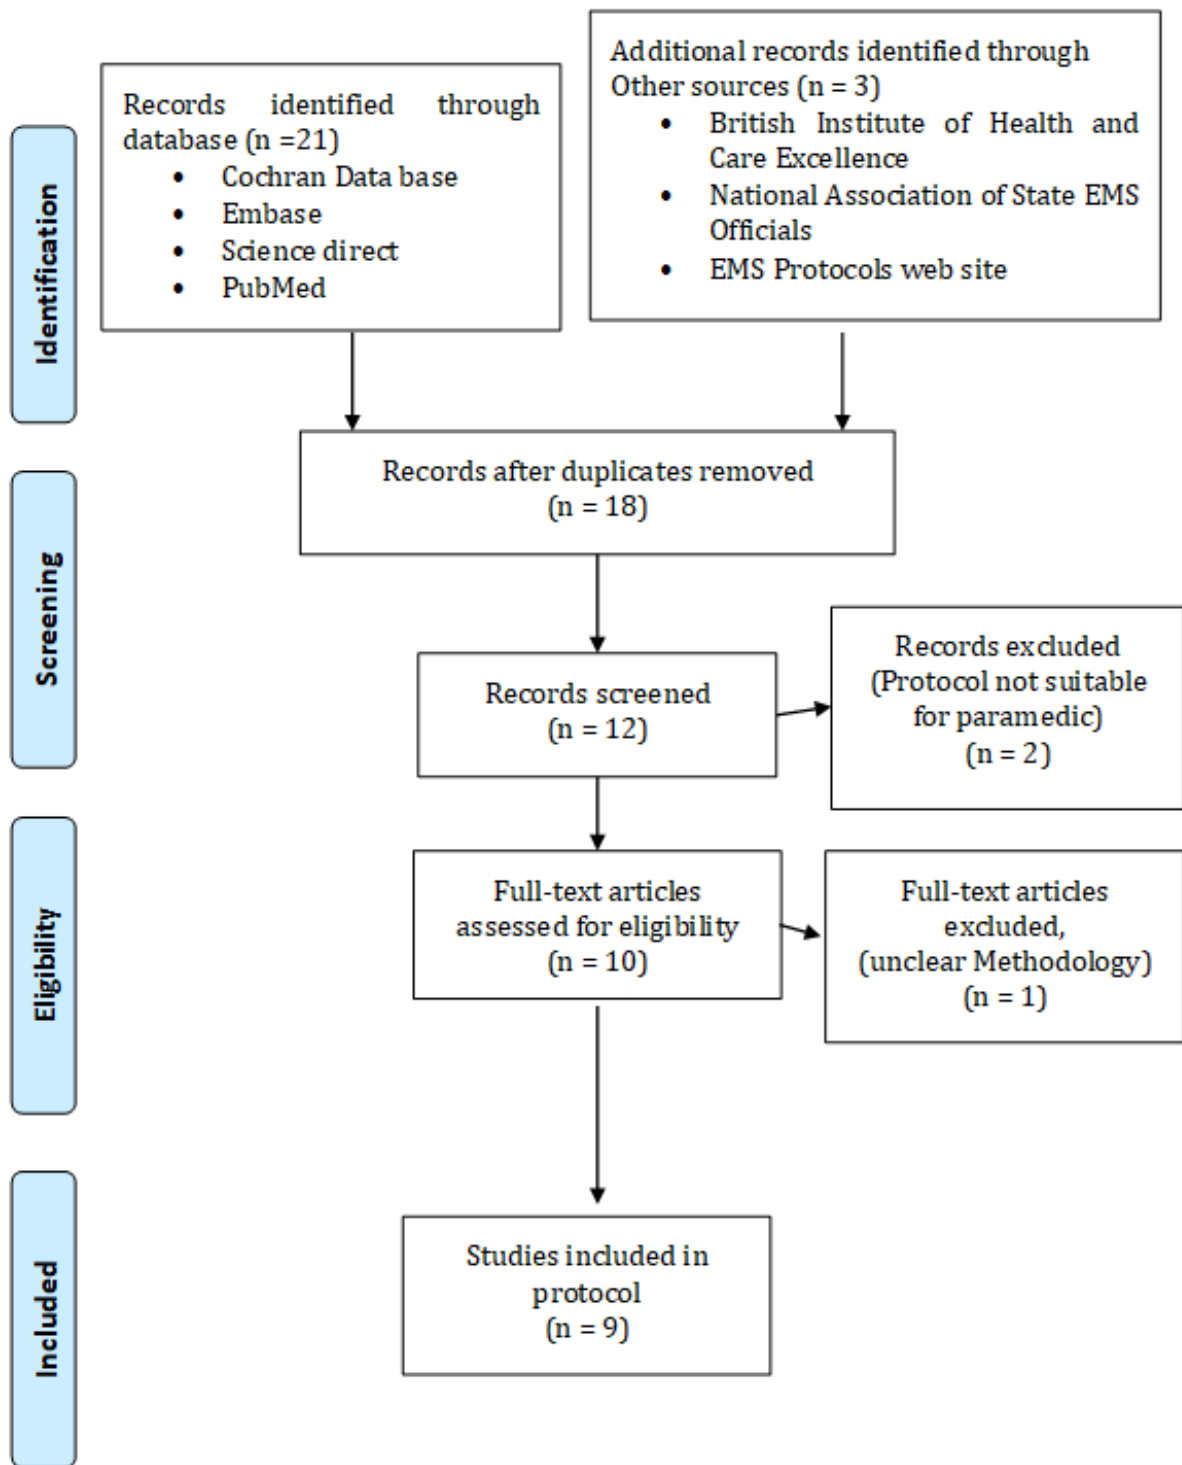 Identification
Records identified through
database (n =21)
• Cochran Data base
• Embase
• Science direct
• PubMed
Additional records identified through
Other sources (n = 3)
• British Institute of Health and
Care Excellence
• National Association of State EMS
Officials
• EMS Protocols web site
Records after duplicates removed
(n = 18)
Screening
Records screened
(n = 12)
Records excluded
(Protocol not suitable
for paramedic)
(n = 2)
Eligibility
Full-text articles
assessed for eligibility
(n = 10)
Full-text articles
excluded,
(unclear Methodology)
(n = 1)
Included
Studies included in
protocol
(n = 9)